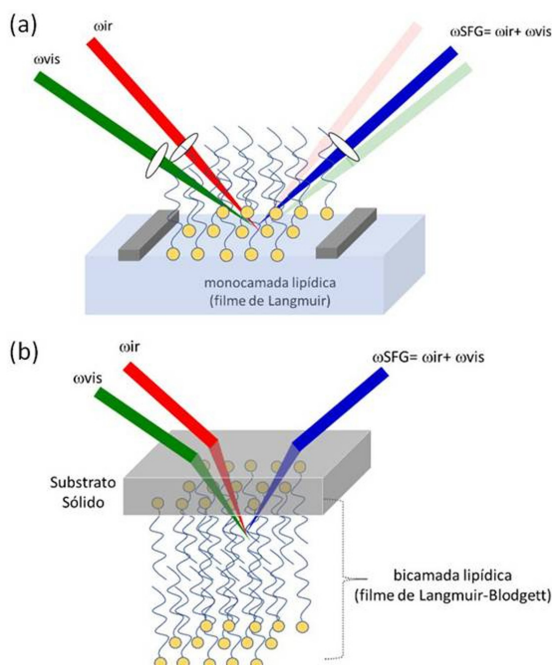 (a)
ωir
ωSFG= ωir+ ωvis
ωvis
monocamada lipídica
(filme de Langmuir)
(b)
ωir
ωSFG= ωir+ ωvis
ωvis
Substrato
Sólido
bicamada lipídica
(filme de Langmuir-Blodgett)